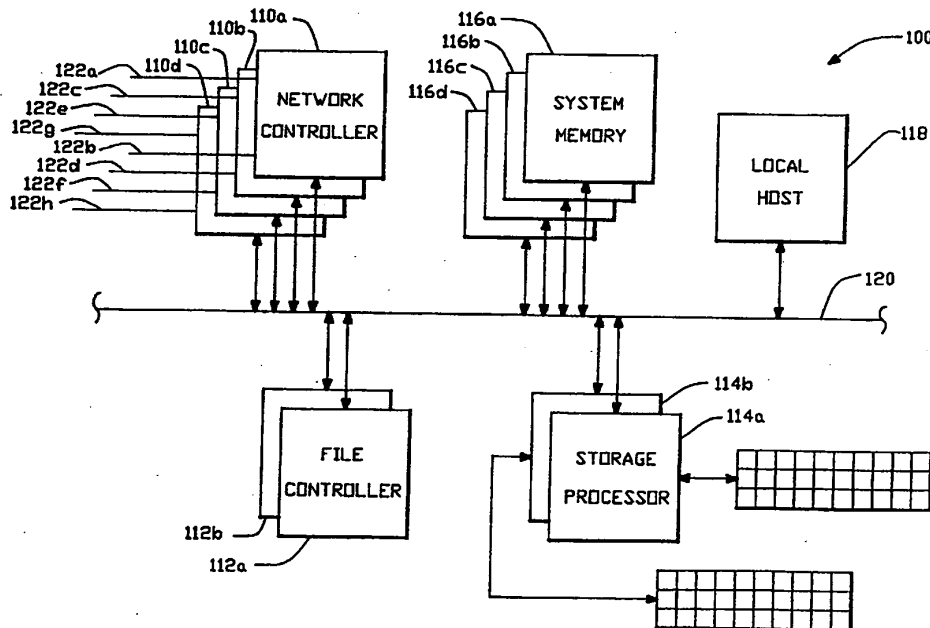 110a
110b
110c
110d
122a
122c
122e
122g
122b
122d
122f
122h
NETWORK
CONTROLLER
116a
116b
116c
116d
SYSTEM
MEMORY
100
118
LOCAL
HOST
120
FILE
CONTROLLER
112b
112a
114b
114a
STORAGE
PROCESSOR